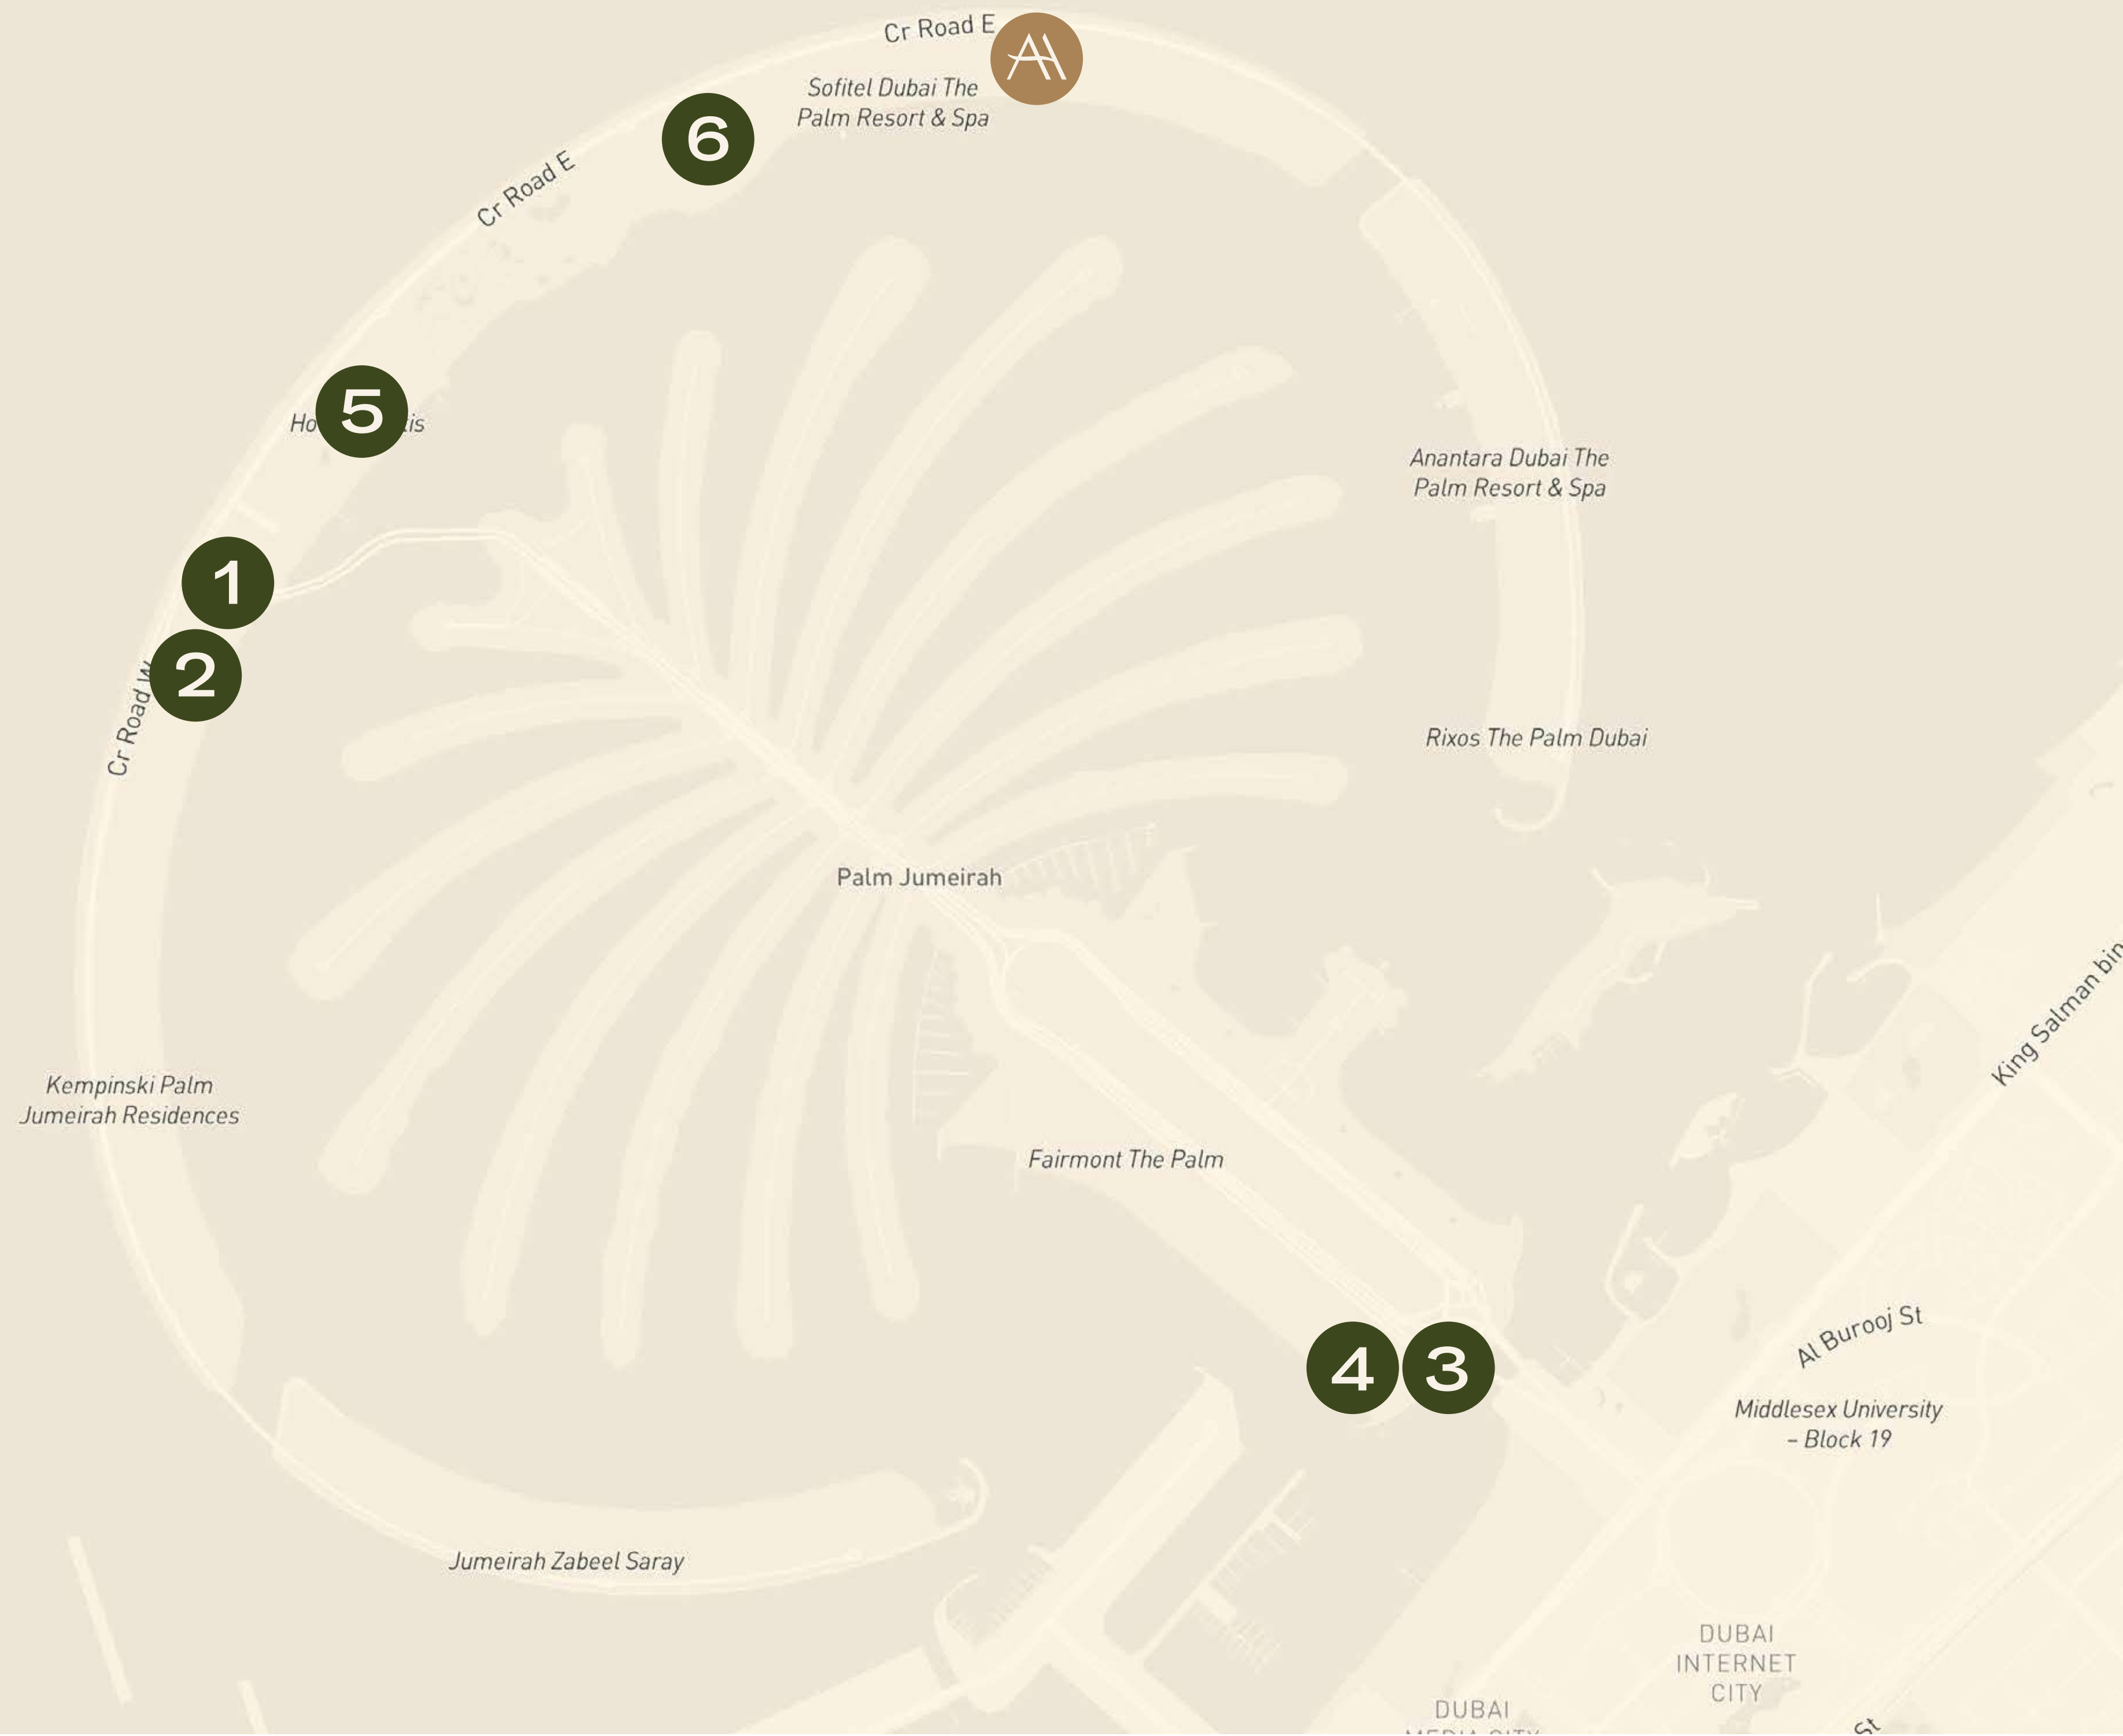 Cr Road E
Sofitel Dubai The
Palm Resort & Spa
6
Cr Road E
5
Anantara Dubai The
Palm Resort & Spa
1
2
Cr Road W
Rixos The Palm Dubai
Palm Jumeirah
King Salman bin
Kempinski Palm
Jumeirah Residences
Fairmont The Palm
Al Burooj St
4
3
Middlesex University
– Block 19
Jumeirah Zabeel Saray
DUBAI
INTERNET
CITY
DUBAI
St